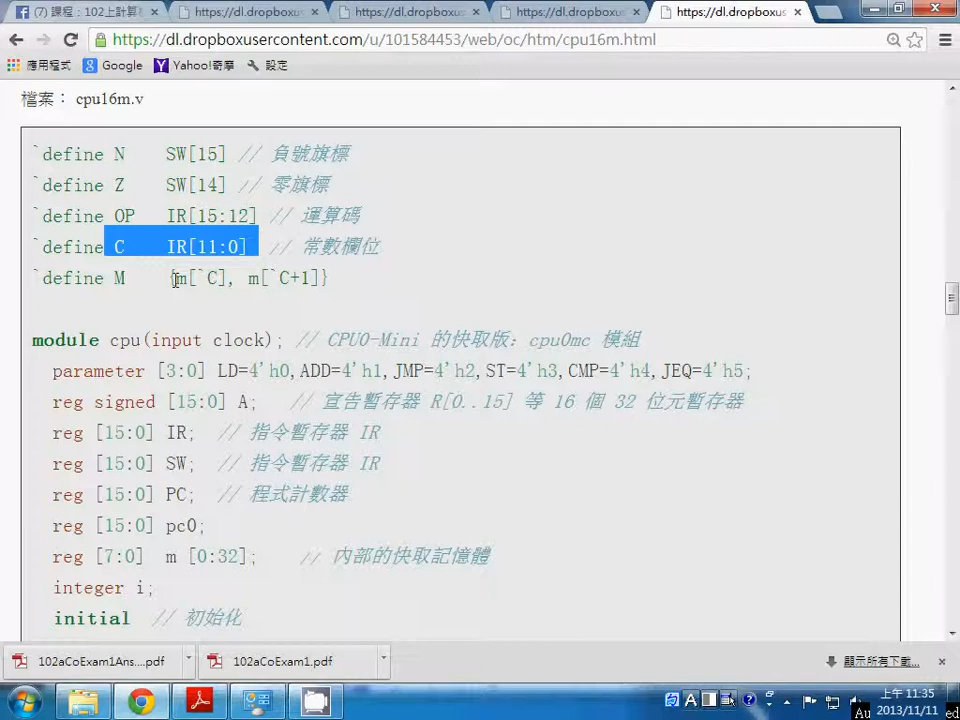 (7) 課程：102上計算 https://dl.dropboxus https://dl.dropboxus https://dl.dropboxus https://dl.dropboxus
https://dl.dropboxusercontent.com/u/101584453/web/oc/htm/cpu16m.html
應用程式 Google Yahoo!奇摩 設定
檔案： cpu16m.v
`define N SW[15] // 負號旗標
`define Z SW[14] // 零旗標
`define OP IR[15:12] // 運算碼
`define C IR[11:0] // 常數欄位
`define M {m[`C], m[`C+1]}
module cpu(input clock); // CPU0-Mini 的快取版：cpu0mc 模組
parameter [3:0] LD=4'h0,ADD=4'h1,JMP=4'h2,ST=4'h3,CMP=4'h4,JEQ=4'h5;
reg signed [15:0] A; // 宣告暫存器 R[0..15] 等 16 個 32 位元暫存器
reg [15:0] IR; // 指令暫存器 IR
reg [15:0] SW; // 指令暫存器 IR
reg [15:0] PC; // 程式計數器
reg [15:0] pc0;
reg [7:0] m [0:32]; // 內部的快取記憶體
integer i;
initial // 初始化
102aCoExam1Ans....pdf 102aCoExam1.pdf 顯示所有下載...
上午 11:35
2013/11/11